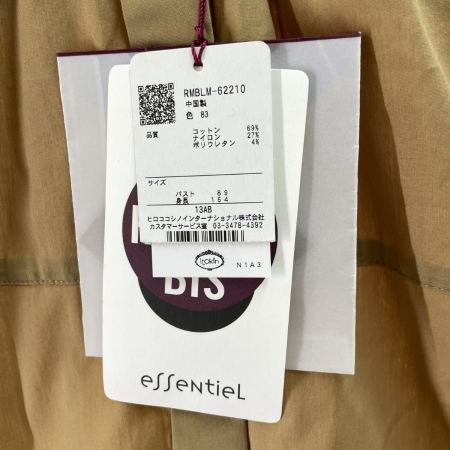 RMBLM-62210
中国製
色 83
品質 コットン 69%
ナイロン 27%
ポリウレタン 4%
サイズ
バスト 89
身長 164
13AB
ヒロココシノインターナショナル株式会社
カスタマーサービス室 03-3478-4392
itokin N1A3
BIS
essentiel